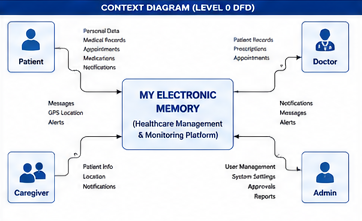 CONTEXT DIAGRAM (LEVEL 0 DFD)
Patient
Personal Data
Medical Records
Appointments
Medications
Notifications
Patient Records
Prescriptions
Appointments
Doctor
MY ELECTRONIC
MEMORY
(Healthcare Management
& Monitoring Platform)
Messages
GPS Location
Alerts
Notifications
Messages
Alerts
Caregiver
Patient Info
Location
Notifications
User Management
System Settings
Approvals
Reports
Admin